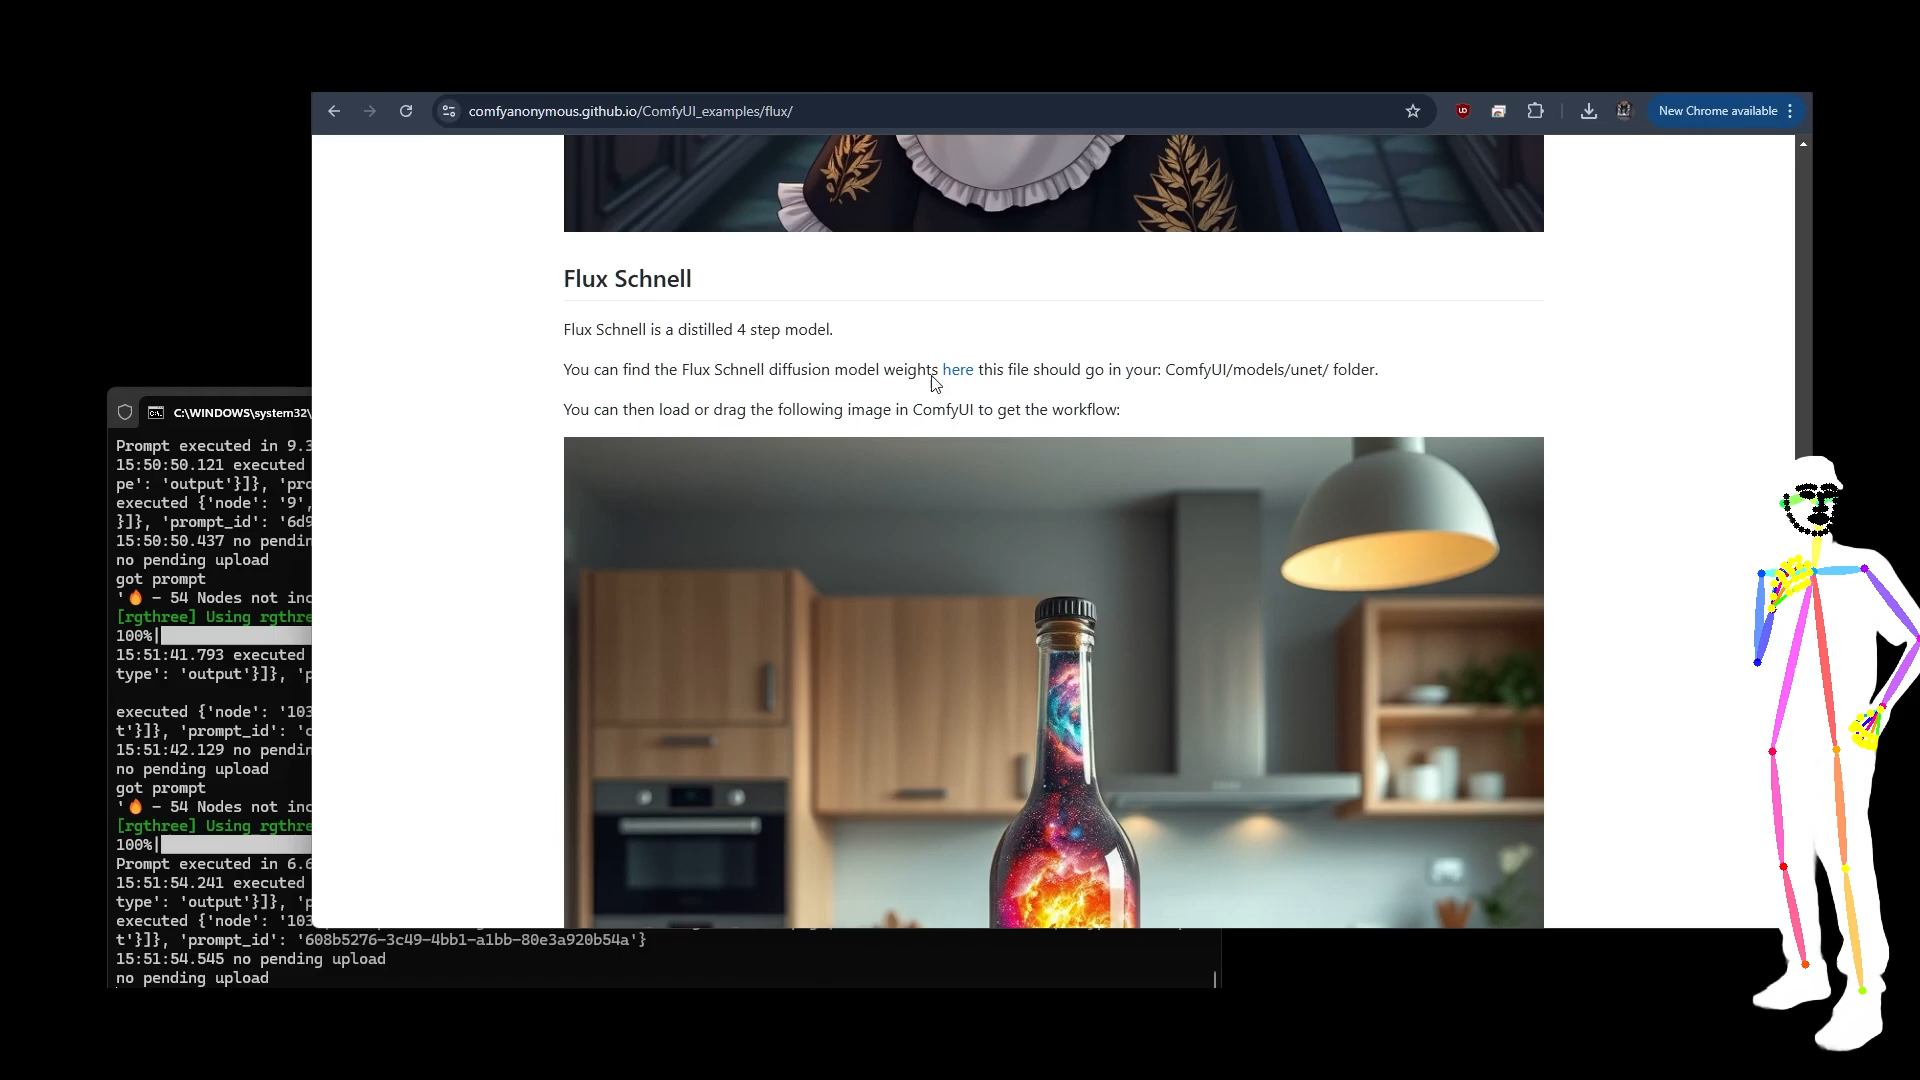 comfyanonymous.github.io/ComfyUI_examples/flux/
New Chrome available
Flux Schnell
Flux Schnell is a distilled 4 step model.
You can find the Flux Schnell diffusion model weights here this file should go in your: ComfyUI/models/unet/ folder.
You can then load or drag the following image in ComfyUI to get the workflow:
C:\WINDOWS\system32\
Prompt executed in 9.3
15:50:50.121 executed
pe': 'output'}]}, 'pro
executed {'node': '9',
}]}, 'prompt_id': '6d9
15:50:50.437 no pendin
no pending upload
got prompt
'🔥 - 54 Nodes not inc
[rgthree] Using rgthre
100%|
15:51:41.793 executed
type': 'output'}]}, 'p
executed {'node': '103
t'}]}, 'prompt_id': 'c
15:51:42.129 no pendin
no pending upload
got prompt
'🔥 - 54 Nodes not inc
[rgthree] Using rgthre
100%|
Prompt executed in 6.6
15:51:54.241 executed
type': 'output'}]}, 'p
executed {'node': '103
t'}]}, 'prompt_id': '608b5276-3c49-4bb1-a1bb-80e3a920b54a'}
15:51:54.545 no pending upload
no pending upload